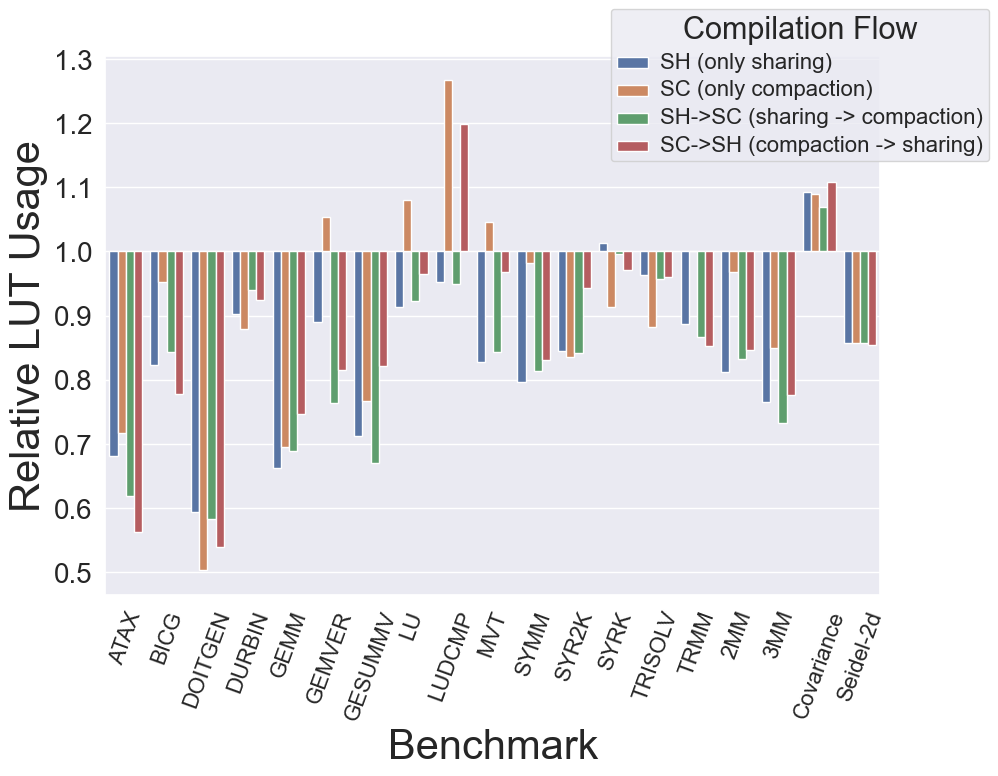 Compilation Flow
SH (only sharing)
SC (only compaction)
SH->SC (sharing -> compaction)
SC->SH (compaction -> sharing)
Relative LUT Usage
1.3
1.2
1.1
1.0
0.9
0.8
0.7
0.6
0.5
ATAX
BICG
DOITGEN
DURBIN
GEMM
GEMVER
GESUMMV
LU
LUDCMP
MVT
SYMM
SYR2K
SYRK
TRISOLV
TRMM
2MM
3MM
Covariance
Seidel-2d
Benchmark